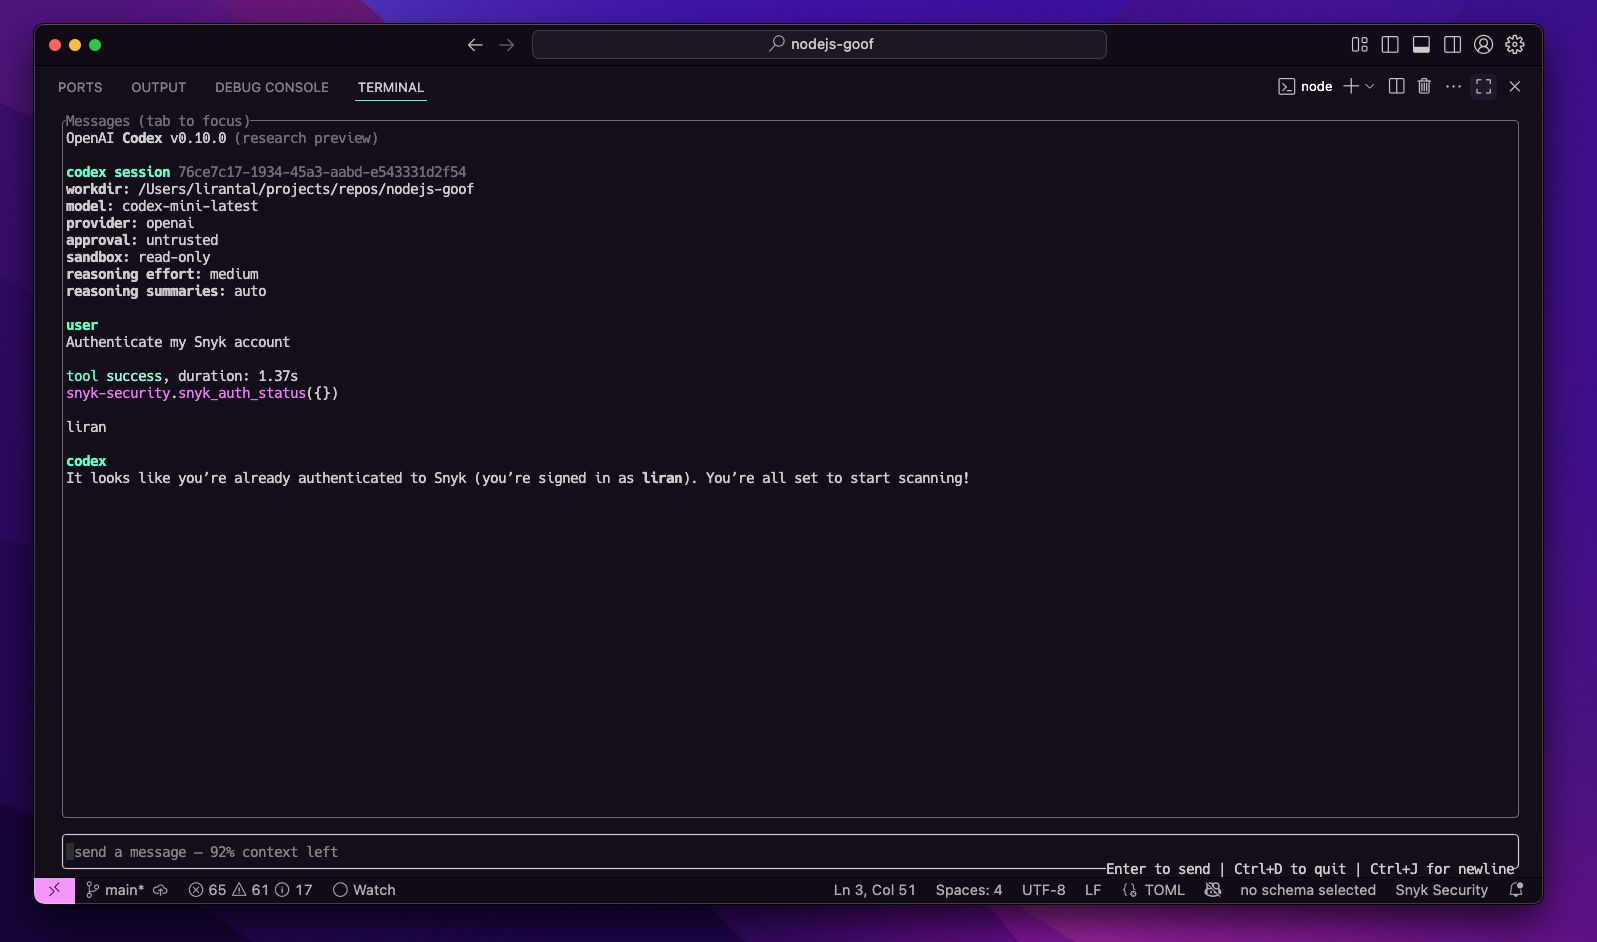 nodejs-goof
PORTS OUTPUT DEBUG CONSOLE TERMINAL node
Messages (tab to focus)
OpenAI Codex v0.10.0 (research preview)
codex session 76ce7c17-1934-45a3-aabd-e543331d2f54
workdir: /Users/lirantal/projects/repos/nodejs-goof
model: codex-mini-latest
provider: openai
approval: untrusted
sandbox: read-only
reasoning effort: medium
reasoning summaries: auto
user
Authenticate my Snyk account
tool success, duration: 1.37s
snyk-security.snyk_auth_status({})
liran
codex
It looks like you’re already authenticated to Snyk (you’re signed in as liran). You’re all set to start scanning!
send a message — 92% context left
Enter to send | Ctrl+D to quit | Ctrl+J for newline
main* 65 61 17 Watch Ln 3, Col 51 Spaces: 4 UTF-8 LF {} TOML no schema selected Snyk Security